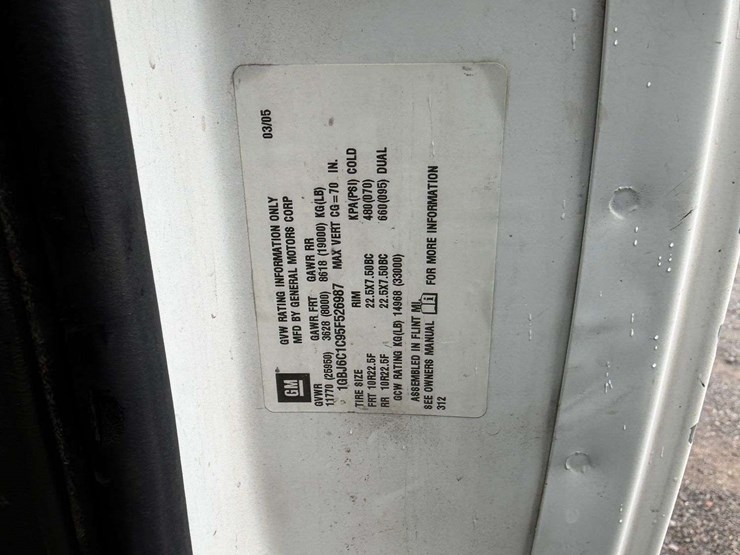 GVW RATING INFORMATION ONLY 03/05
GM MFD BY GENERAL MOTORS CORP
GVWR GAWR FRT GAWR RR
11770 (25950) 3628 (8000) 8618 (19000) KG(LB)
1GBJ6C1C95F526987 MAX VERT CG=70 IN.
TIRE SIZE RIM KPA(PSI) COLD
FRT 10R22.5F 22.5X7.50BC 480(070)
RR 10R22.5F 22.5X7.50BC 660(095) DUAL
GCW RATING KG(LB) 14968 (33000)
ASSEMBLED IN FLINT MI,
SEE OWNERS MANUAL i FOR MORE INFORMATION
312